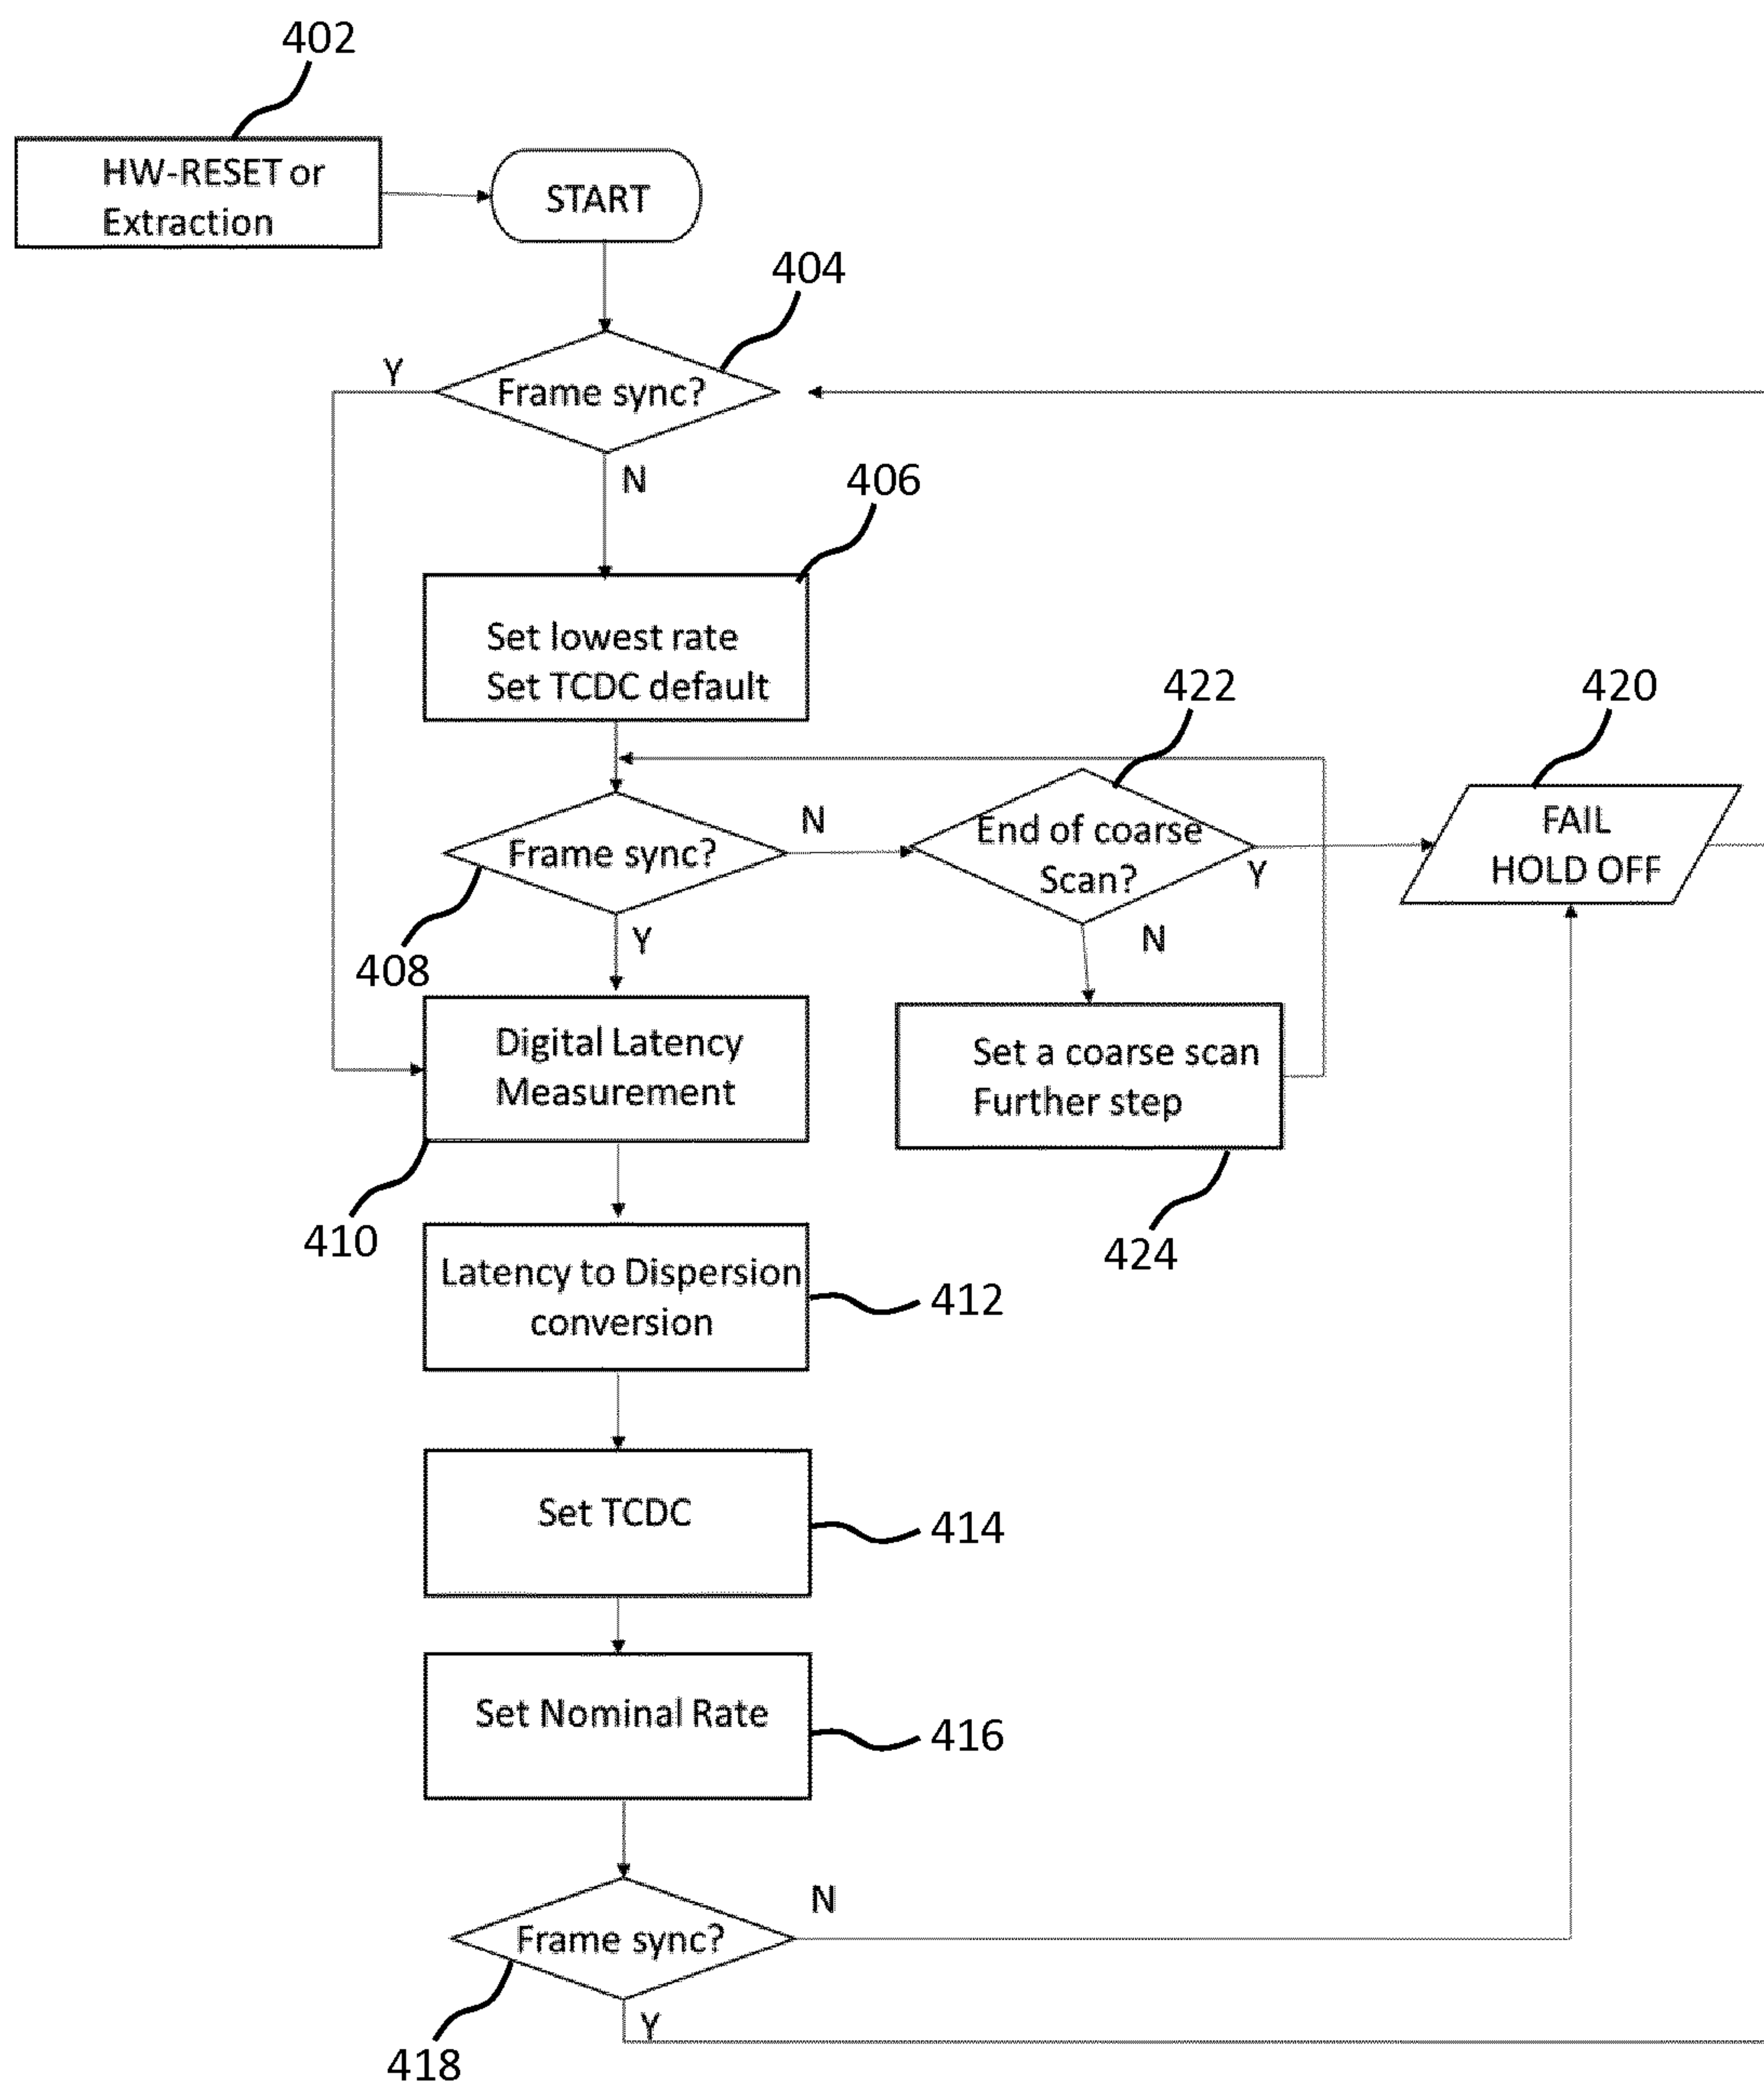 402
HW-RESET or
Extraction
START
404
Y
Frame sync?
N
406
Set lowest rate
Set TCDC default
422
420
N
End of coarse
Scan?
Y
FAIL
HOLD OFF
Frame sync?
408
Y
N
Digital Latency
Measurement
Set a coarse scan
Further step
410
424
Latency to Dispersion
conversion
412
Set TCDC
414
Set Nominal Rate
416
N
Frame sync?
Y
418